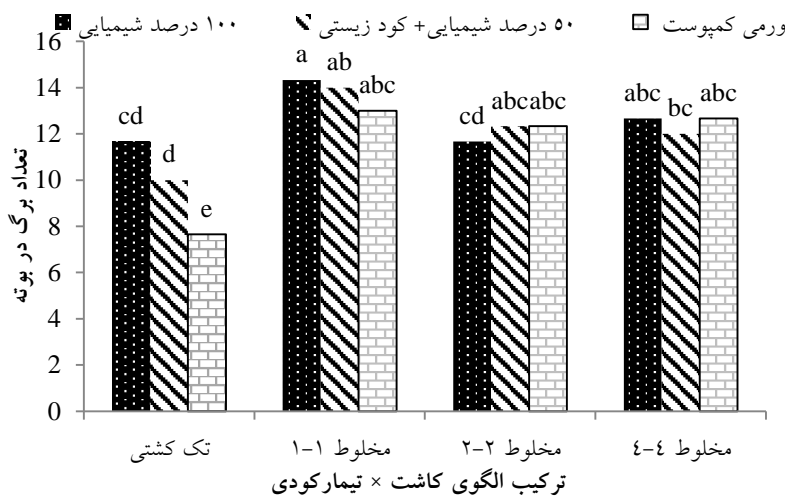 ۱۰۰ درصد شیمیایی
۵۰ درصد شیمیایی+ کود زیستی
ورمی کمپوست
16
14
12
10
8
6
4
2
0
تعداد برگ در بوته
cd
d
e
a
ab
abc
cd
abc
abc
abc
bc
abc
تک کشتی
مخلوط ۱-۱
مخلوط ۲-۲
مخلوط ٤-٤
ترکیب الگوی کاشت × تیمارکودی